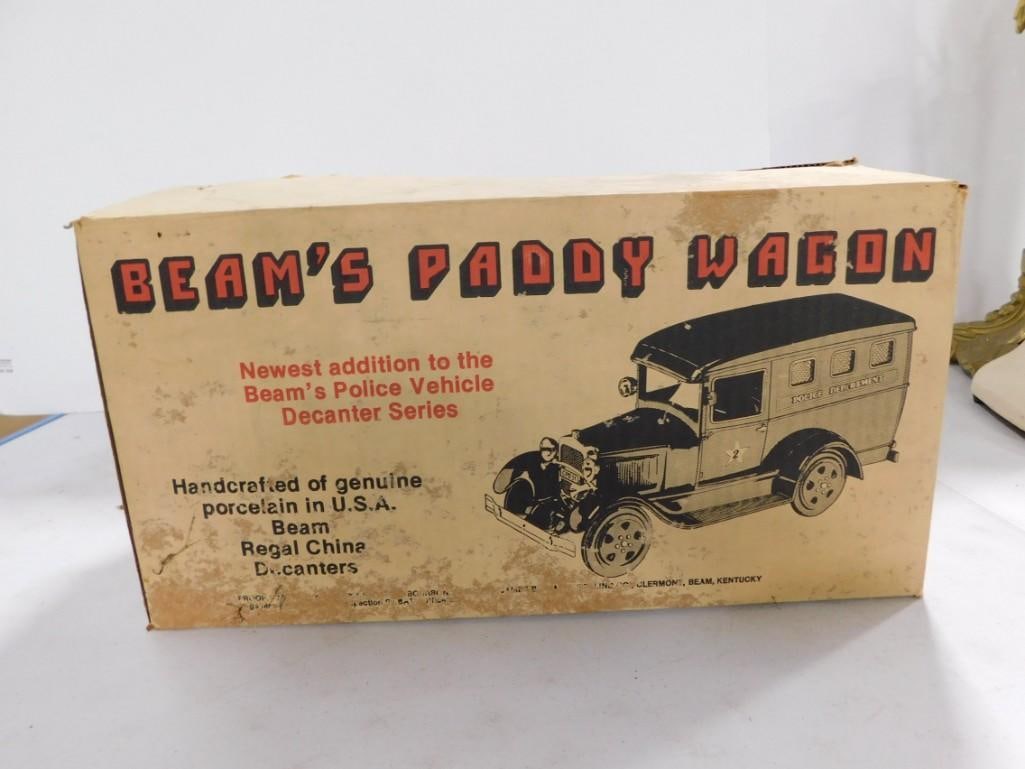 BEAM'S PADDY WAGON
Newest addition to the
Beam's Police Vehicle
Decanter Series
Handcrafted of genuine
porcelain in U.S.A.
Beam
Regal China
Decanters
POLICE DEPARTMENT
2
CLERMONT, BEAM, KENTUCKY